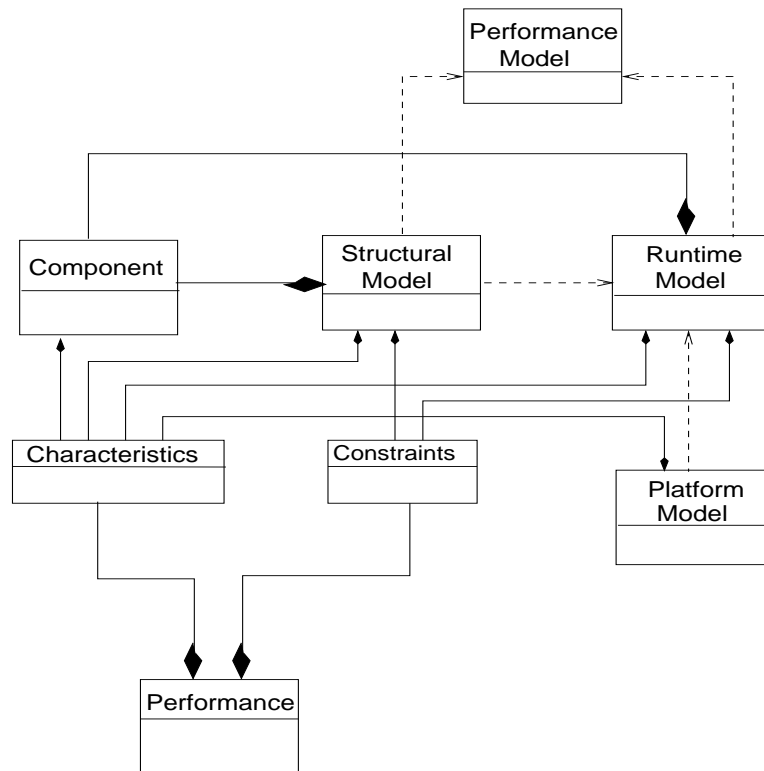 Performance
Model
Component
Structural
Model
Runtime
Model
Characteristics
Constraints
Platform
Model
Performance